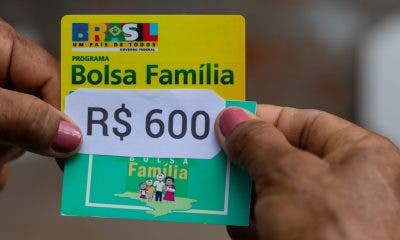 BRASIL
UM PAÍS DE TODOS
GOVERNO FEDERAL
PROGRAMA
Bolsa Família
R$ 600
BOLSA
Família